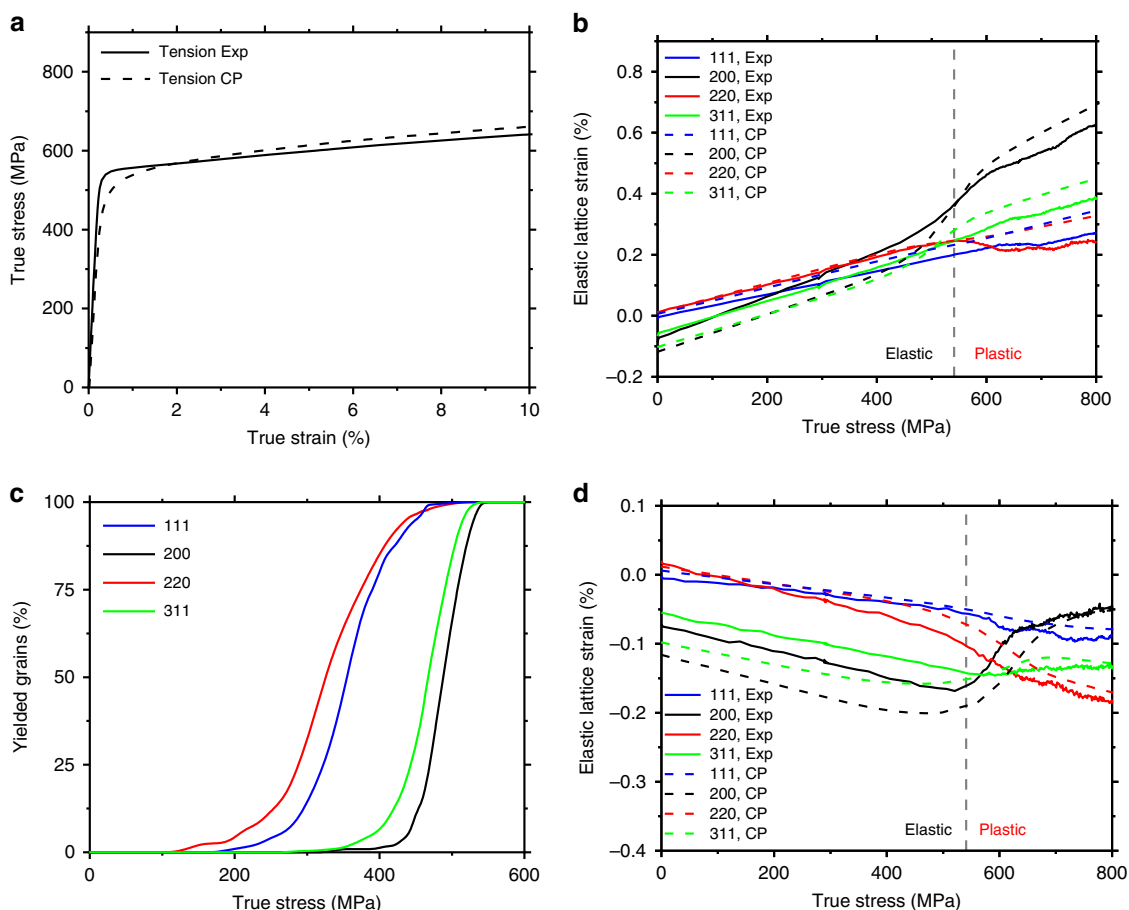 a
Tension Exp
Tension CP
800
600
400
200
0
0
2
4
6
8
10
True stress (MPa)
True strain (%)
b
111, Exp
200, Exp
220, Exp
311, Exp
111, CP
200, CP
220, CP
311, CP
0.8
0.6
0.4
0.2
0.0
–0.2
Elastic
Plastic
0
200
400
600
800
Elastic lattice strain (%)
True stress (MPa)
c
111
200
220
311
100
75
50
25
0
0
200
400
600
Yielded grains (%)
True stress (MPa)
d
0.1
0.0
–0.1
–0.2
–0.3
–0.4
111, Exp
200, Exp
220, Exp
311, Exp
111, CP
200, CP
220, CP
311, CP
Elastic
Plastic
0
200
400
600
800
Elastic lattice strain (%)
True stress (MPa)